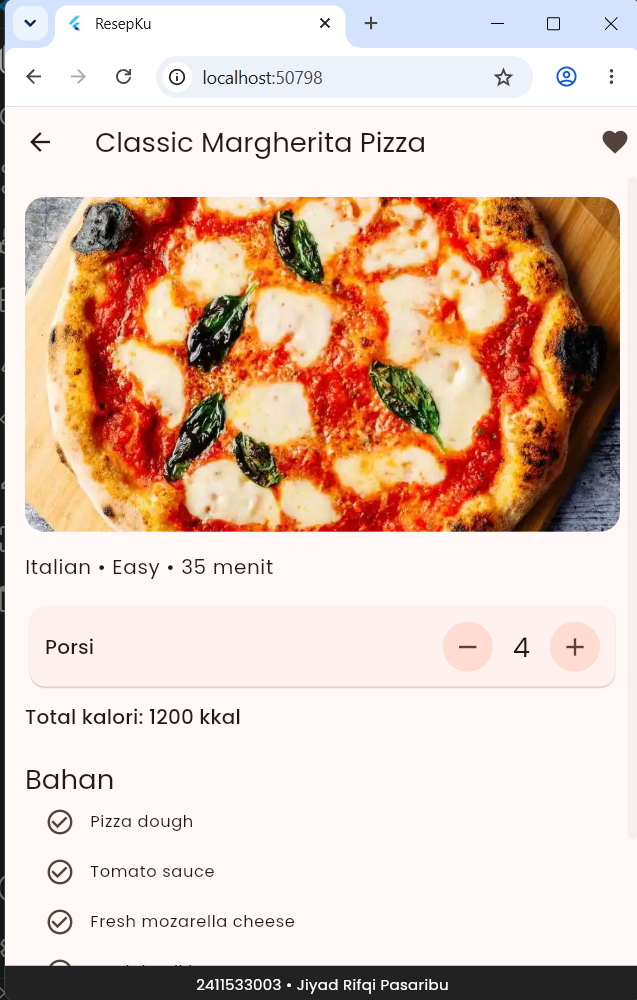 ResepKu
localhost:50798
Classic Margherita Pizza
Italian • Easy • 35 menit
Porsi
4
Total kalori: 1200 kkal
Bahan
Pizza dough
Tomato sauce
Fresh mozarella cheese
2411533003 • Jiyad Rifqi Pasaribu